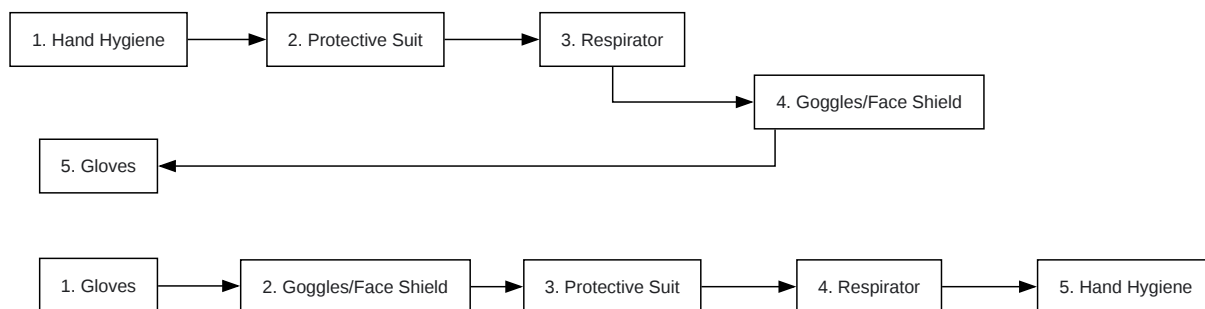 1. Hand Hygiene
2. Protective Suit
3. Respirator
4. Goggles/Face Shield
5. Gloves
1. Gloves
2. Goggles/Face Shield
3. Protective Suit
4. Respirator
5. Hand Hygiene